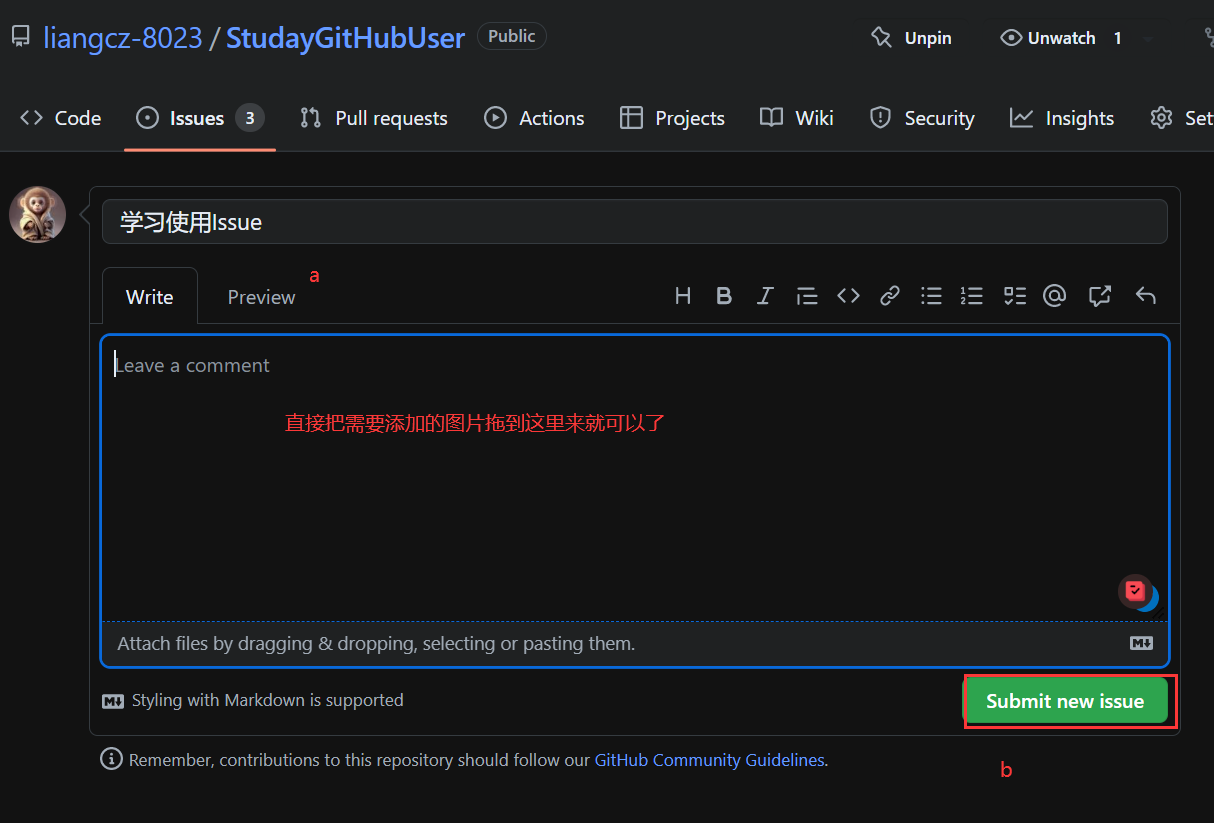 liangcz-8023 / StudayGitHubUser Public Unpin Unwatch 1
Code Issues 3 Pull requests Actions Projects Wiki Security Insights Set
学习使用Issue
a
Write Preview
Leave a comment
直接把需要添加的图片拖到这里来就可以了
Attach files by dragging & dropping, selecting or pasting them.
Styling with Markdown is supported
Submit new issue
Remember, contributions to this repository should follow our GitHub Community Guidelines.
b